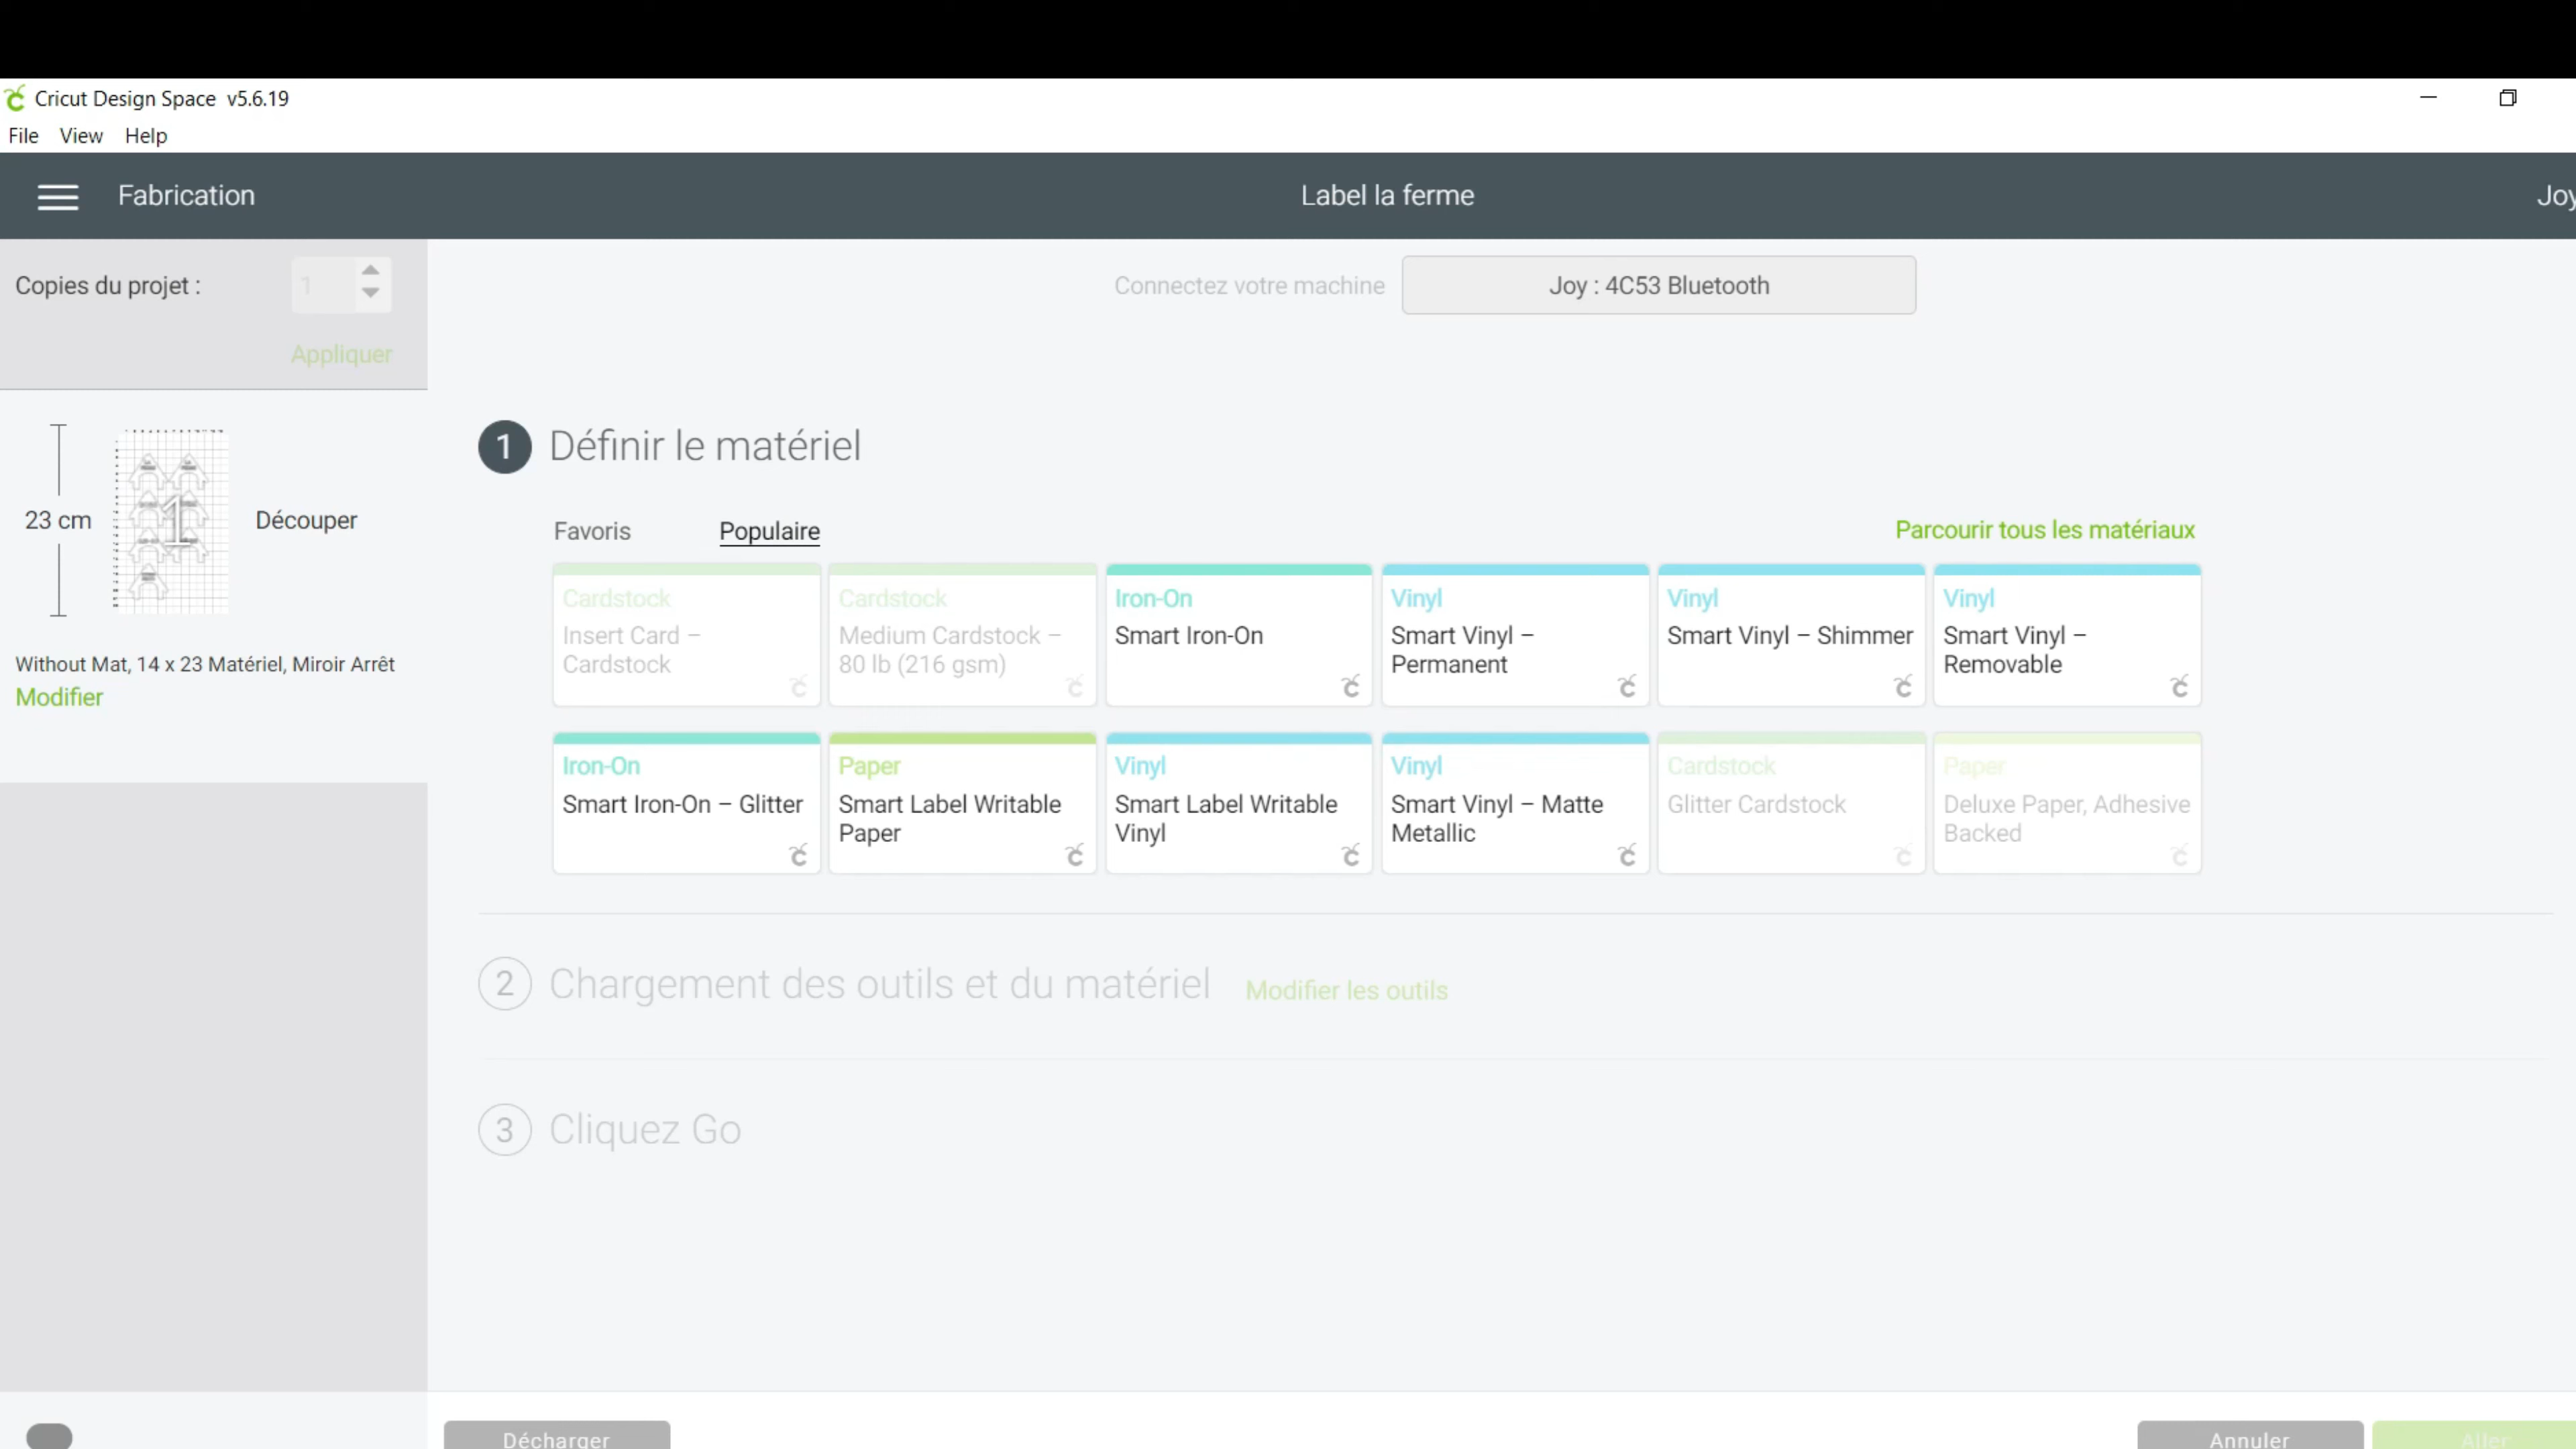 Cricut Design Space v5.6.19
File View Help
Fabrication
Label la ferme
Joy
Copies du projet :
1
Appliquer
Connectez votre machine
Joy : 4C53 Bluetooth
23 cm
1
Découper
Without Mat, 14 x 23 Matériel, Miroir Arrêt
Modifier
1 Définir le matériel
Favoris
Populaire
Parcourir tous les matériaux
Cardstock
Insert Card –
Cardstock
Cardstock
Medium Cardstock –
80 lb (216 gsm)
Iron-On
Smart Iron-On
Vinyl
Smart Vinyl –
Permanent
Vinyl
Smart Vinyl – Shimmer
Vinyl
Smart Vinyl –
Removable
Iron-On
Smart Iron-On – Glitter
Paper
Smart Label Writable
Paper
Vinyl
Smart Label Writable
Vinyl
Vinyl
Smart Vinyl – Matte
Metallic
Cardstock
Glitter Cardstock
Paper
Deluxe Paper, Adhesive
Backed
2 Chargement des outils et du matériel Modifier les outils
3 Cliquez Go
Décharger
Annuler
Aller